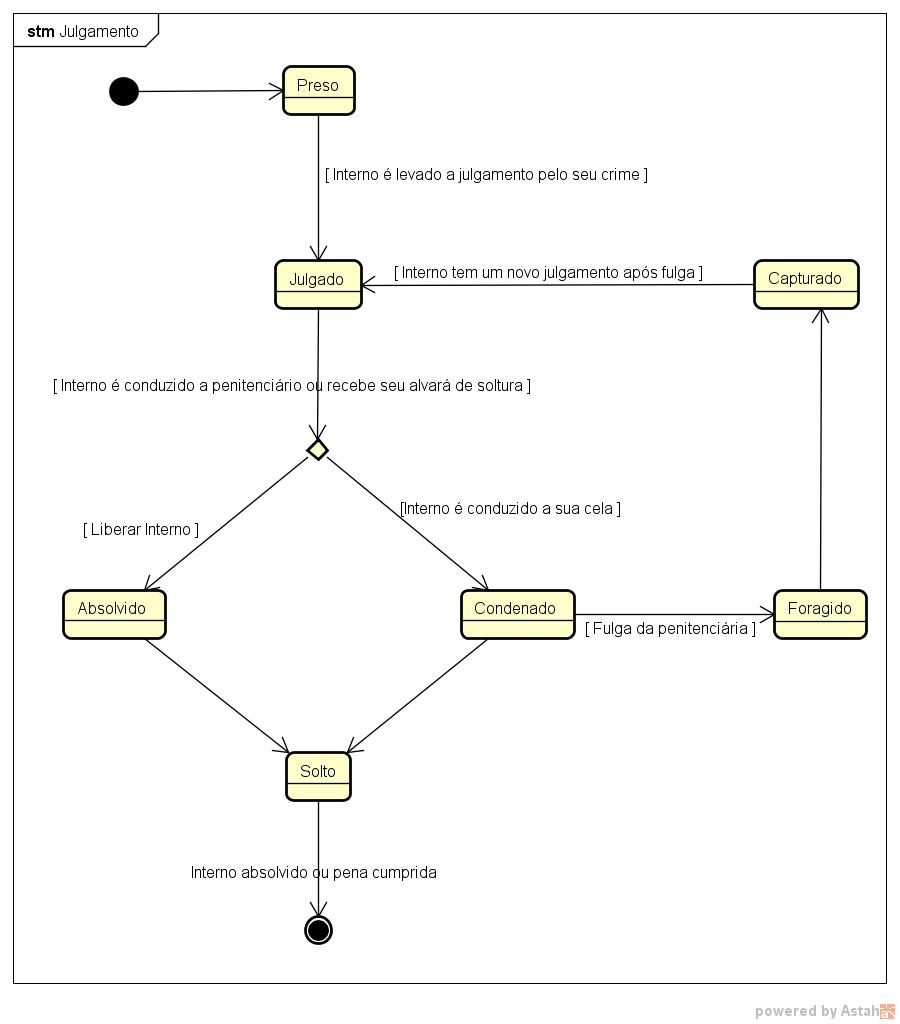 stm Julgamento
Preso
[ Interno é levado a julgamento pelo seu crime ]
Julgado
[ Interno tem um novo julgamento após fulga ]
Capturado
[ Interno é conduzido a penitenciário ou recebe seu alvará de soltura ]
[ Liberar Interno ]
[Interno é conduzido a sua cela ]
Absolvido
Condenado
[ Fulga da penitenciária ]
Foragido
Solto
Interno absolvido ou pena cumprida
powered by Astah